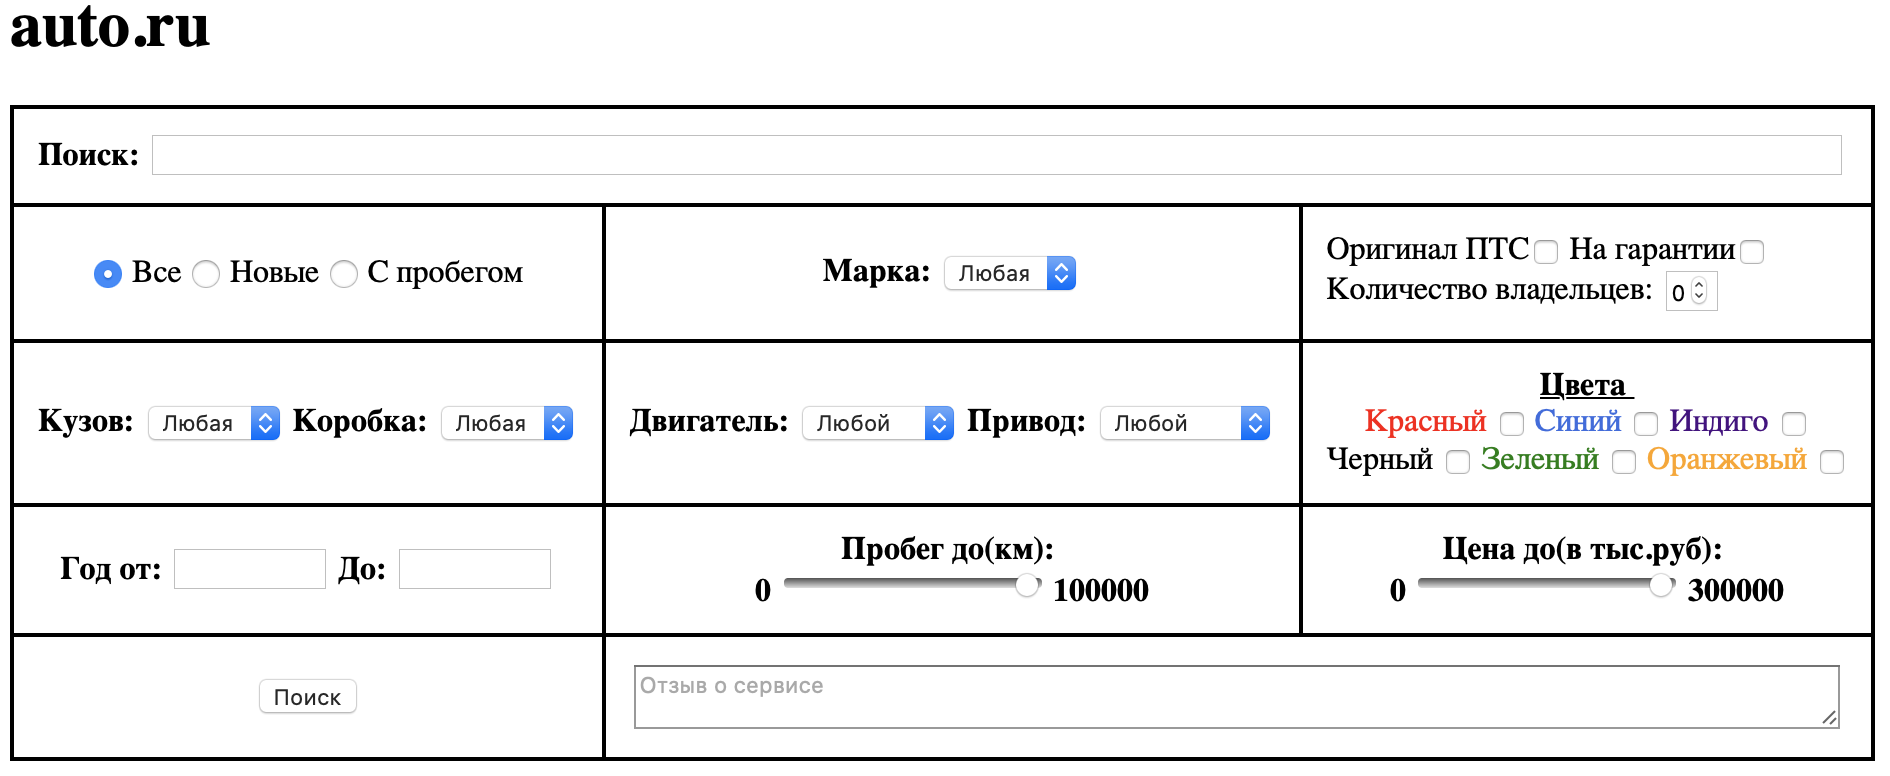 auto.ru
Поиск:
Все Новые С пробегом
Марка: Любая
Оригинал ПТС На гарантии
Количество владельцев: 0
Кузов: Любая Коробка: Любая
Двигатель: Любой Привод: Любой
Цвета
Красный Синий Индиго
Черный Зеленый Оранжевый
Год от: До:
Пробег до(км):
0 100000
Цена до(в тыс.руб):
0 300000
Поиск
Отзыв о сервисе